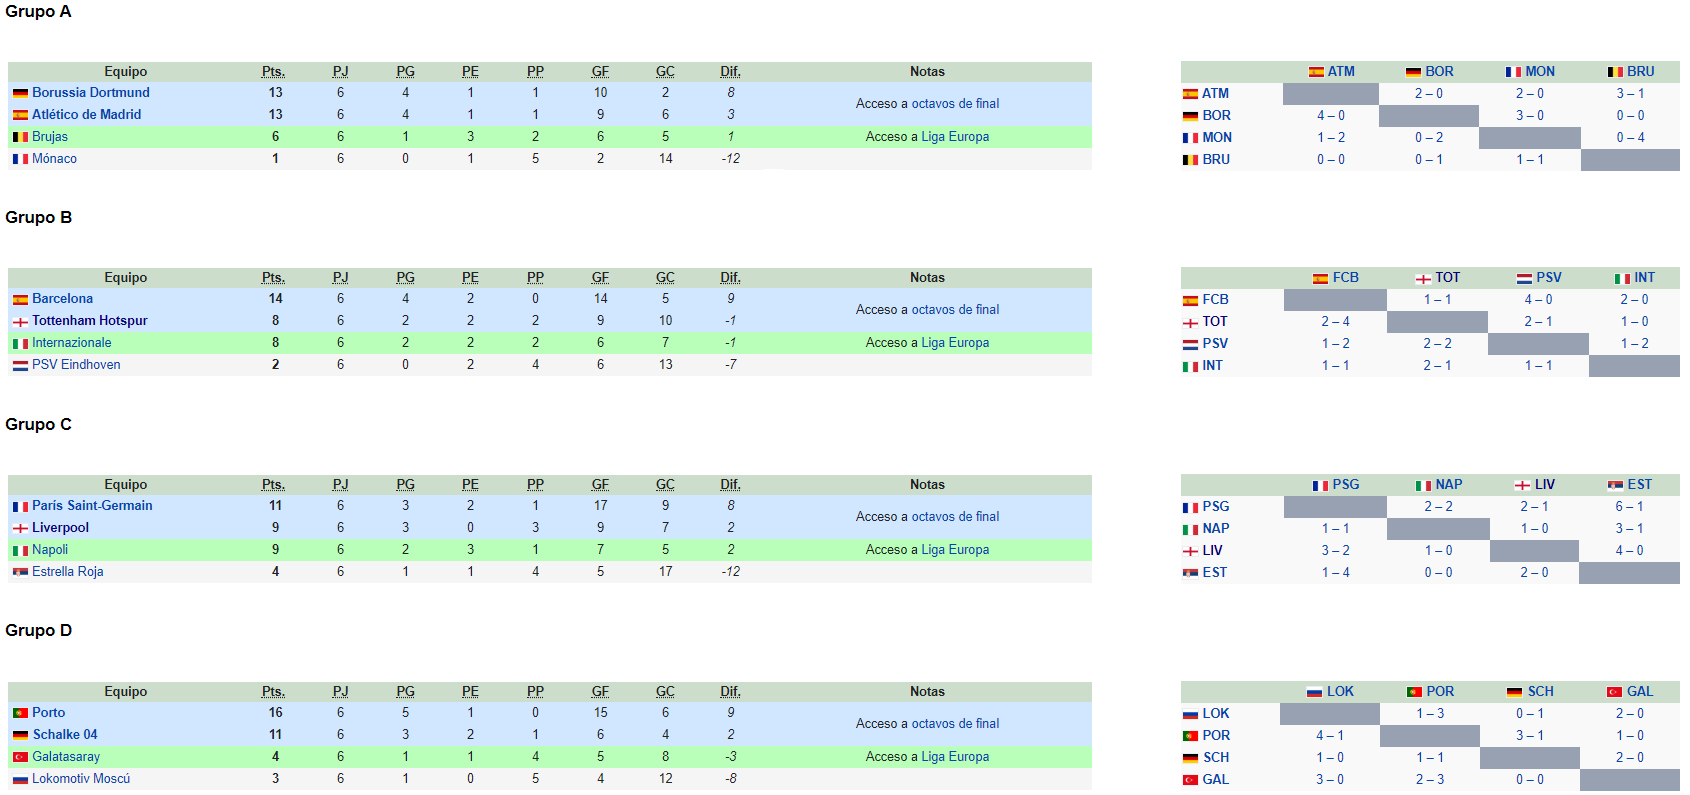 Grupo A
Equipo Pts. PJ PG PE PP GF GC Dif. Notas
Borussia Dortmund 13 6 4 1 1 10 2 8 Acceso a octavos de final
Atlético de Madrid 13 6 4 1 1 9 6 3
Brujas 6 6 1 3 2 6 5 1 Acceso a Liga Europa
Mónaco 1 6 0 1 5 2 14 -12
ATM BOR MON BRU
ATM 2 – 0 2 – 0 3 – 1
BOR 4 – 0 3 – 0 0 – 0
MON 1 – 2 0 – 2 0 – 4
BRU 0 – 0 0 – 1 1 – 1
Grupo B
Equipo Pts. PJ PG PE PP GF GC Dif. Notas
Barcelona 14 6 4 2 0 14 5 9 Acceso a octavos de final
Tottenham Hotspur 8 6 2 2 2 9 10 -1
Internazionale 8 6 2 2 2 6 7 -1 Acceso a Liga Europa
PSV Eindhoven 2 6 0 2 4 6 13 -7
FCB TOT PSV INT
FCB 1 – 1 4 – 0 2 – 0
TOT 2 – 4 2 – 1 1 – 0
PSV 1 – 2 2 – 2 1 – 2
INT 1 – 1 2 – 1 1 – 1
Grupo C
Equipo Pts. PJ PG PE PP GF GC Dif. Notas
París Saint-Germain 11 6 3 2 1 17 9 8 Acceso a octavos de final
Liverpool 9 6 3 0 3 9 7 2
Napoli 9 6 2 3 1 7 5 2 Acceso a Liga Europa
Estrella Roja 4 6 1 1 4 5 17 -12
PSG NAP LIV EST
PSG 2 – 2 2 – 1 6 – 1
NAP 1 – 1 1 – 0 3 – 1
LIV 3 – 2 1 – 0 4 – 0
EST 1 – 4 0 – 0 2 – 0
Grupo D
Equipo Pts. PJ PG PE PP GF GC Dif. Notas
Porto 16 6 5 1 0 15 6 9 Acceso a octavos de final
Schalke 04 11 6 3 2 1 6 4 2
Galatasaray 4 6 1 1 4 5 8 -3 Acceso a Liga Europa
Lokomotiv Moscú 3 6 1 0 5 4 12 -8
LOK POR SCH GAL
LOK 1 – 3 0 – 1 2 – 0
POR 4 – 1 3 – 1 1 – 0
SCH 1 – 0 1 – 1 2 – 0
GAL 3 – 0 2 – 3 0 – 0